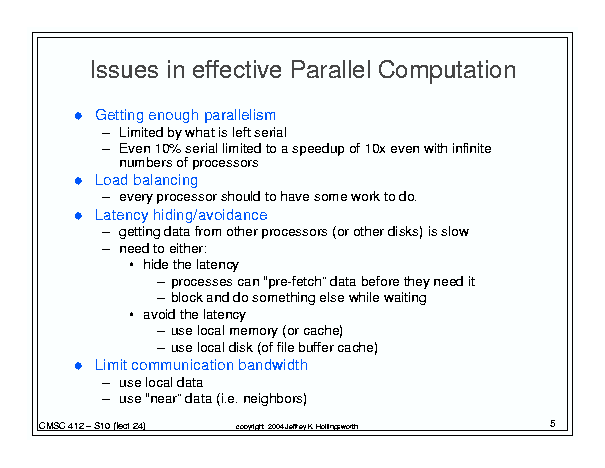 Issues in effective Parallel Computation
● Getting enough parallelism
– Limited by what is left serial
– Even 10% serial limited to a speedup of 10x even with infinite
numbers of processors
● Load balancing
– every processor should to have some work to do.
● Latency hiding/avoidance
– getting data from other processors (or other disks) is slow
– need to either:
• hide the latency
– processes can "pre-fetch" data before they need it
– block and do something else while waiting
• avoid the latency
– use local memory (or cache)
– use local disk (of file buffer cache)
● Limit communication bandwidth
– use local data
– use "near" data (i.e. neighbors)
CMSC 412 – S10 (lect 24)
copyright 2004 Jeffrey K. Hollingsworth
5